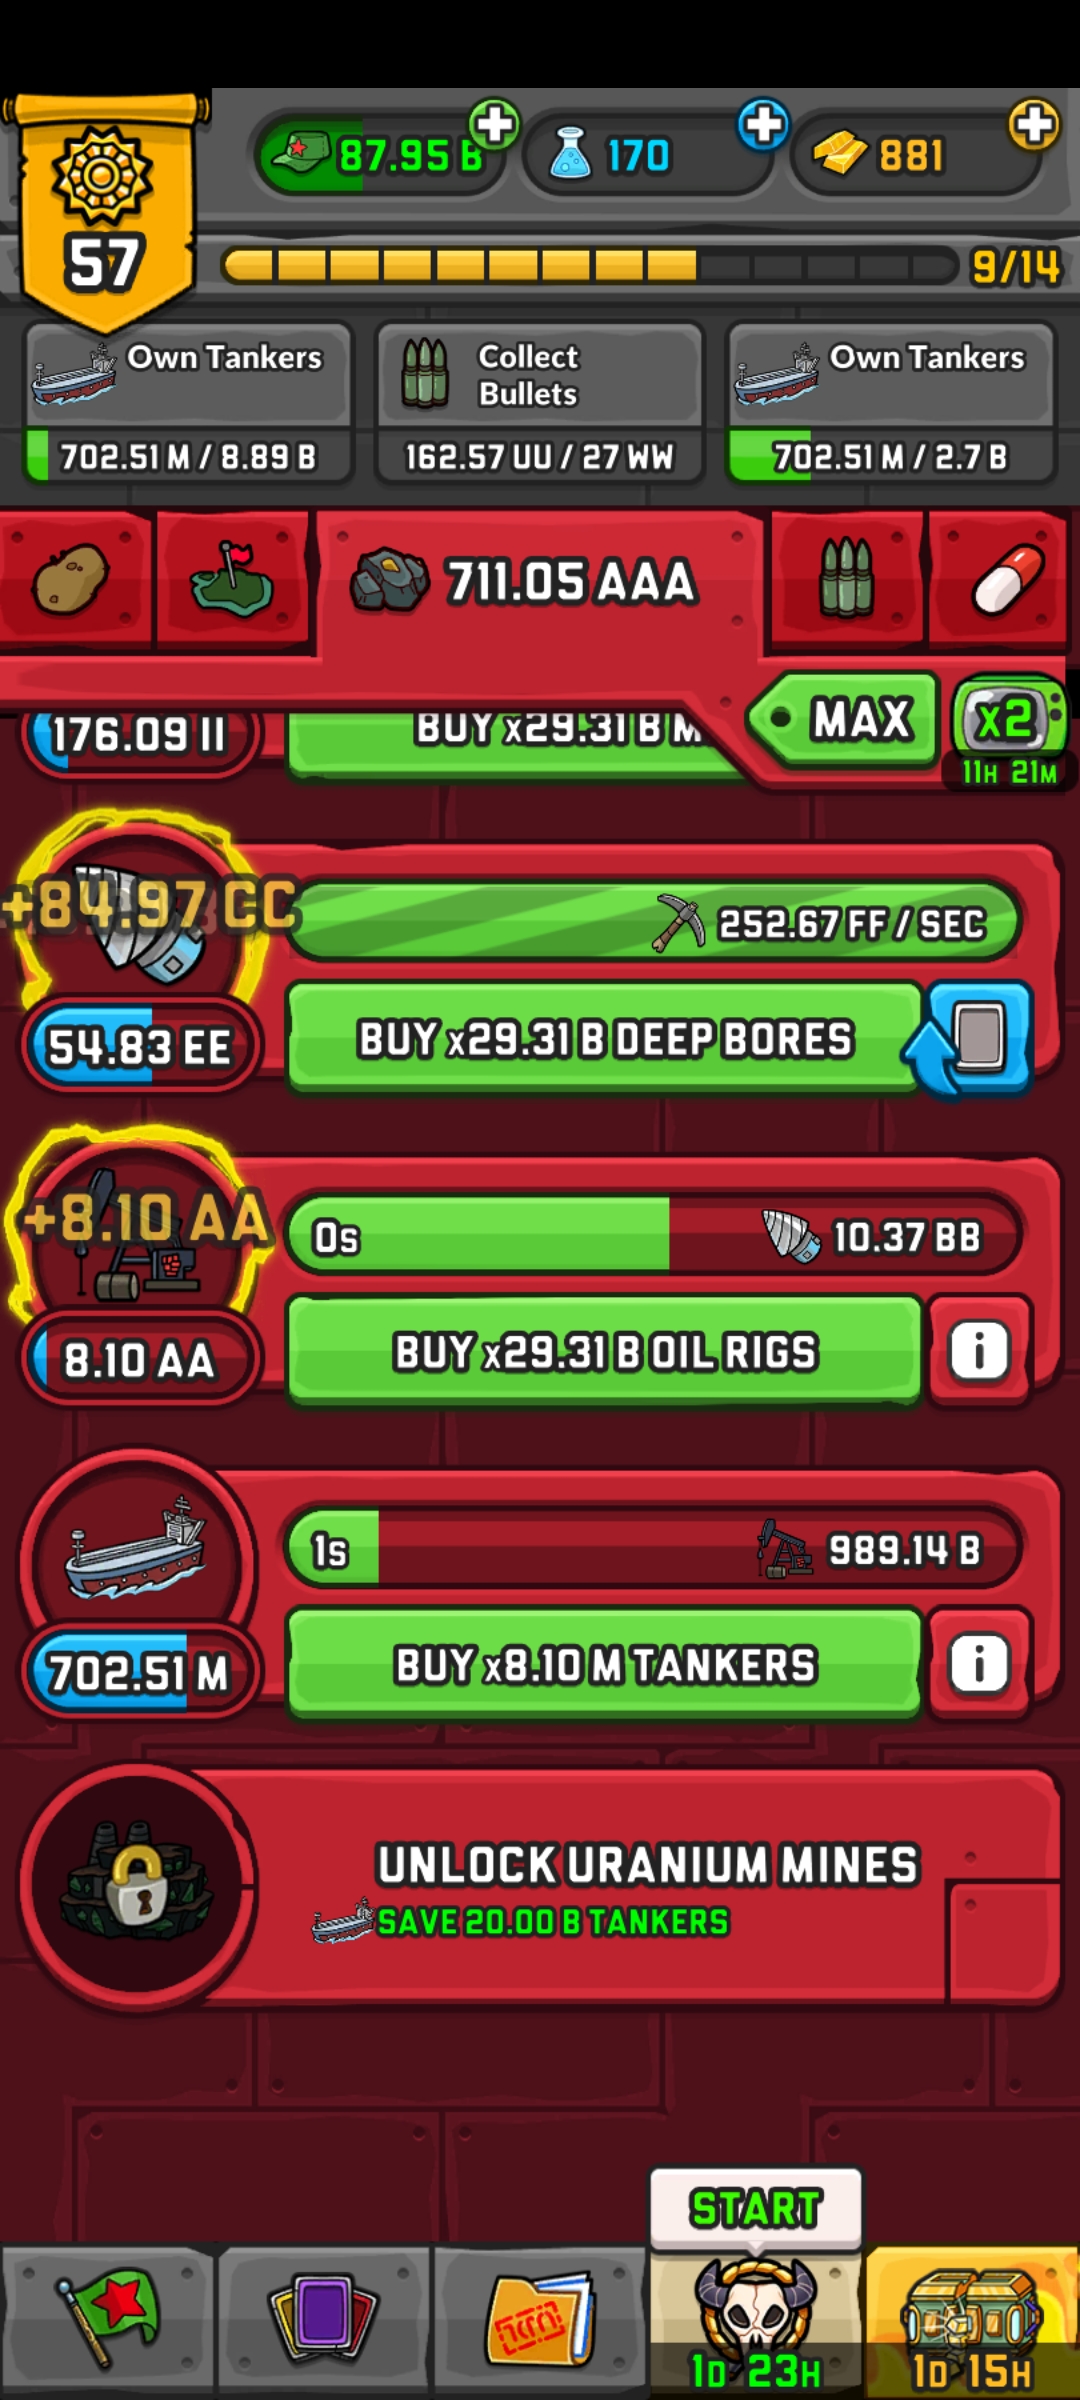 57
87.95 B
170
881
9/14
Own Tankers
702.51 M / 8.89 B
Collect
Bullets
162.57 UU / 27 WW
Own Tankers
702.51 M / 2.7 B
711.05 AAA
MAX
x2
11H 21M
176.09 II
BUY x29.31 B M
+84.97 CC
252.67 FF / SEC
54.83 EE
BUY x29.31 B DEEP BORES
+8.10 AA
0s
10.37 BB
8.10 AA
BUY x29.31 B OIL RIGS
i
1s
989.14 B
702.51 M
BUY x8.10 M TANKERS
i
UNLOCK URANIUM MINES
SAVE 20.00 B TANKERS
START
1D 23H
1D 15H